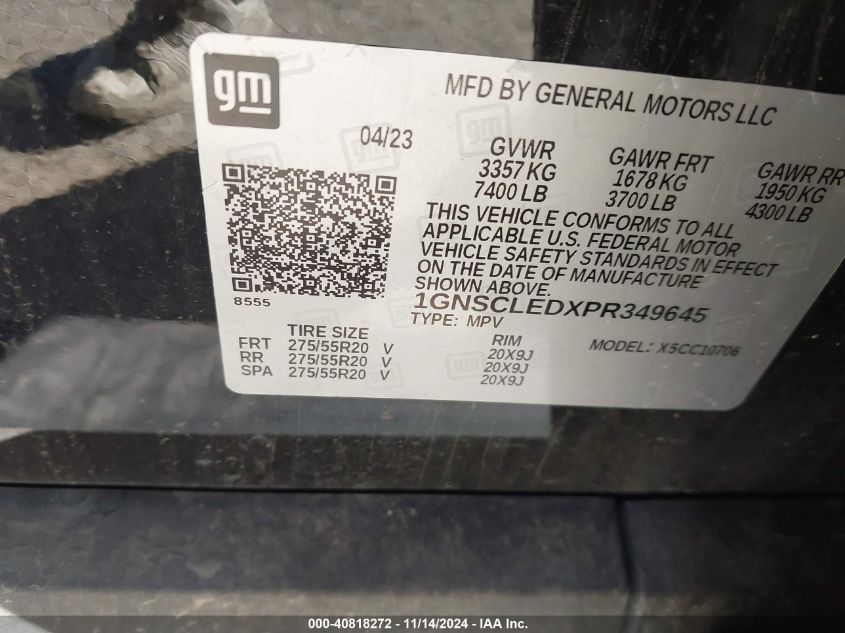 gm
MFD BY GENERAL MOTORS LLC
04/23
GVWR GAWR FRT GAWR RR
3357 KG 1678 KG 1950 KG
7400 LB 3700 LB 4300 LB
THIS VEHICLE CONFORMS TO ALL
APPLICABLE U.S. FEDERAL MOTOR
VEHICLE SAFETY STANDARDS IN EFFECT
ON THE DATE OF MANUFACTURE
SHOWN ABOVE.
8555
1GNSCLEDXPR349645
TYPE: MPV
MODEL: X5CC10706
TIRE SIZE RIM
FRT 275/55R20 V 20X9J
RR 275/55R20 V 20X9J
SPA 275/55R20 V 20X9J
000-40818272 - 11/14/2024 - IAA Inc.